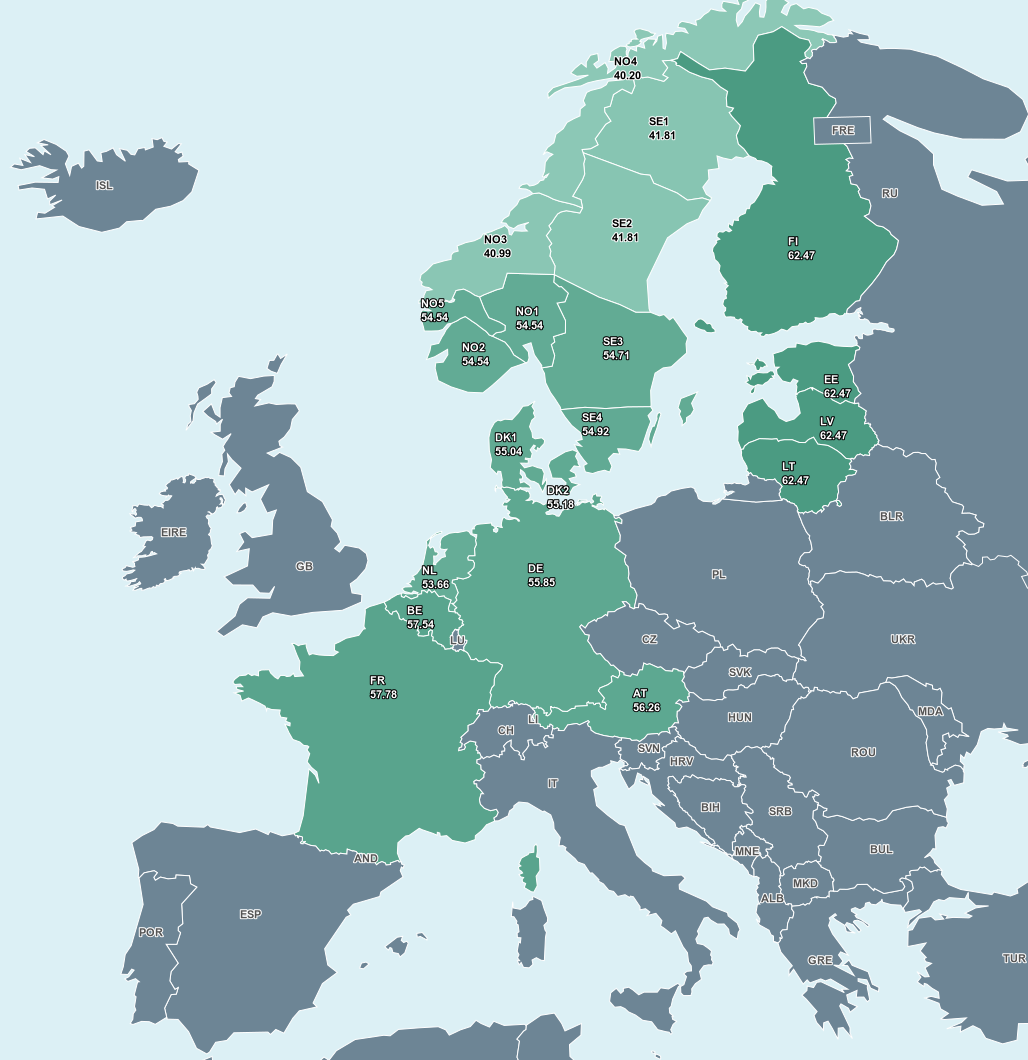 NO4
40.20
SE1
41.81
FRE
ISL
RU
SE2
41.81
NO3
40.99
FI
62.47
NO5
54.54
NO1
54.54
NO2
54.54
SE3
54.71
EE
62.47
SE4
54.92
LV
62.47
DK1
55.04
LT
62.47
DK2
55.18
BLR
EIRE
GB
NL
53.66
DE
55.85
PL
BE
57.54
LU
CZ
UKR
FR
57.78
SVK
AT
56.26
LI
CH
HUN
MDA
SVN
HRV
ROU
IT
BIH
SRB
MNE
BUL
AND
MKD
ALB
ESP
POR
GRE
TUR